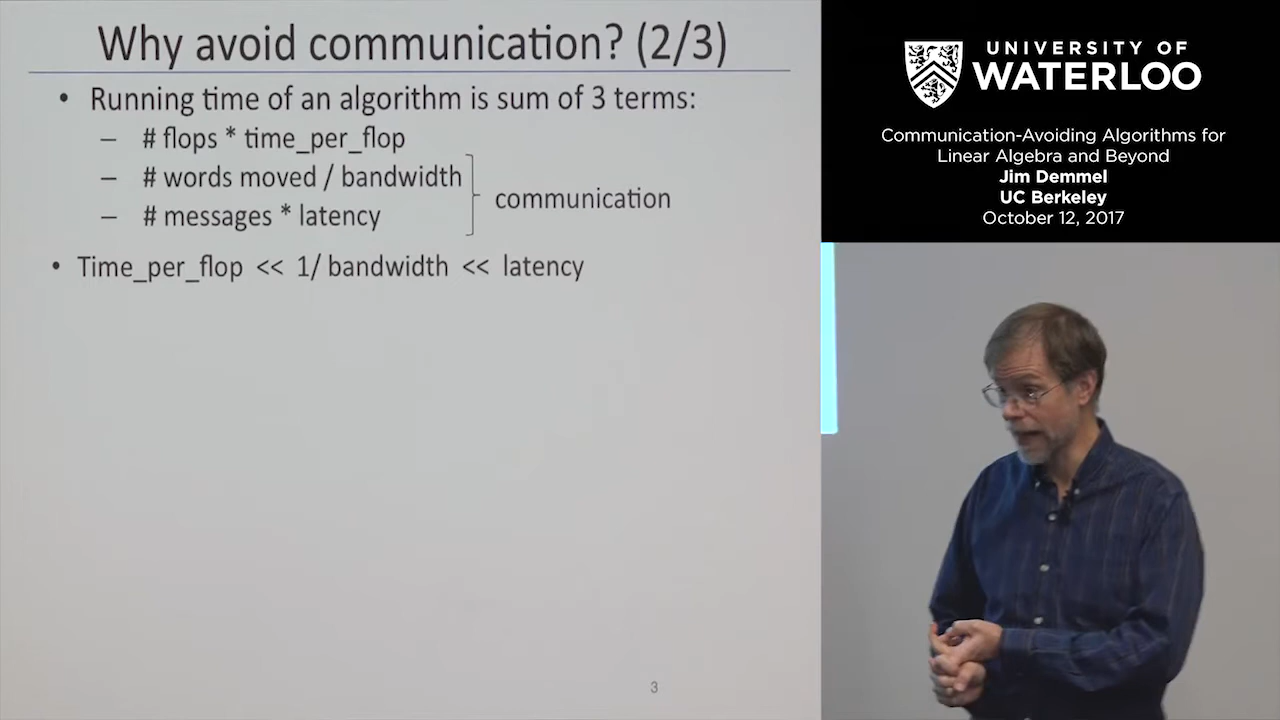 Why avoid communication? (2/3)
• Running time of an algorithm is sum of 3 terms:
– # flops * time_per_flop
– # words moved / bandwidth
– # messages * latency
communication
• Time_per_flop << 1/ bandwidth << latency
3
UNIVERSITY OF
WATERLOO
Communication-Avoiding Algorithms for
Linear Algebra and Beyond
Jim Demmel
UC Berkeley
October 12, 2017